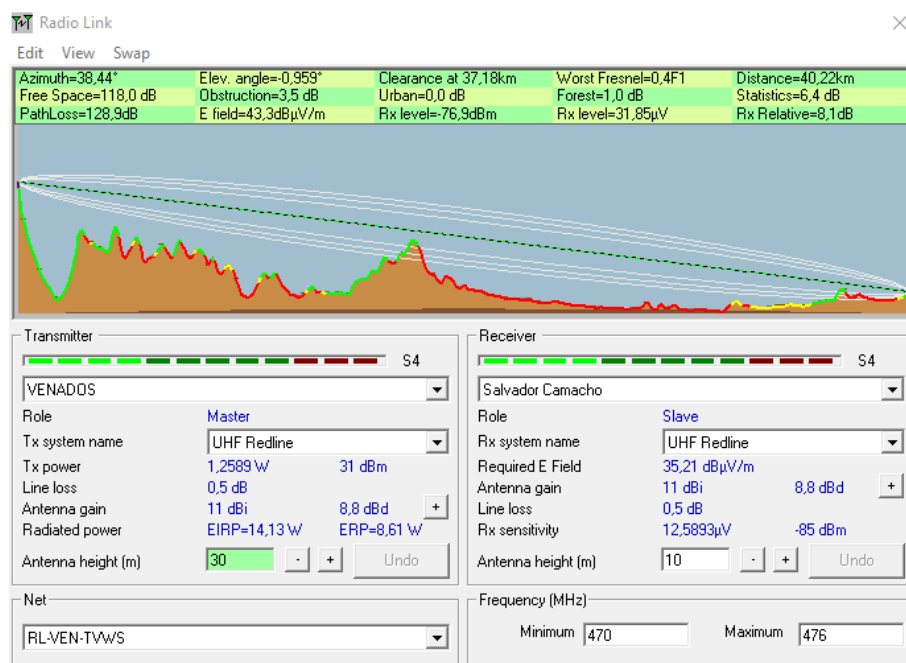 Radio Link
Edit View Swap
Azimuth=38,44° Elev. angle=-0,959° Clearance at 37,18km Worst Fresnel=0,4F1 Distance=40,22km
Free Space=118,0 dB Obstruction=3,5 dB Urban=0,0 dB Forest=1,0 dB Statistics=6,4 dB
PathLoss=128,9dB E field=43,3dBµV/m Rx level=-76,9dBm Rx level=31,85µV Rx Relative=8,1dB
Transmitter
S4
VENADOS
Role Master
Tx system name UHF Redline
Tx power 1,2589 W 31 dBm
Line loss 0,5 dB
Antenna gain 11 dBi 8,8 dBd +
Radiated power EIRP=14,13 W ERP=8,61 W
Antenna height (m) 30 - + Undo
Receiver
S4
Salvador Camacho
Role Slave
Rx system name UHF Redline
Required E Field 35,21 dBµV/m
Antenna gain 11 dBi 8,8 dBd +
Line loss 0,5 dB
Rx sensitivity 12,5893µV -85 dBm
Antenna height (m) 10 - + Undo
Net
RL-VEN-TVWS
Frequency (MHz)
Minimum 470 Maximum 476